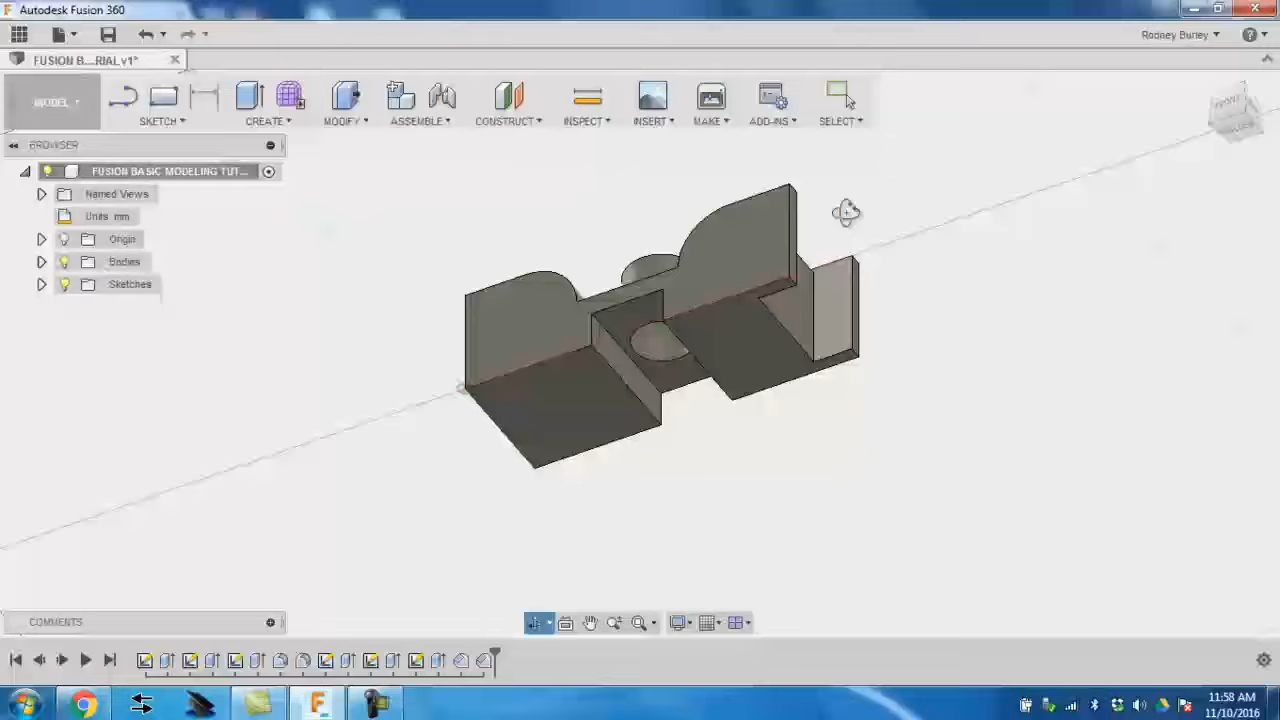 Autodesk Fusion 360
Rodney Burley
FUSION B...RIAL v1*
MODEL
SKETCH
CREATE
MODIFY
ASSEMBLE
CONSTRUCT
INSPECT
INSERT
MAKE
ADD-INS
SELECT
BROWSER
FUSION BASIC MODELING TUT...
Named Views
Units mm
Origin
Bodies
Sketches
FRONT
COMMENTS
11:58 AM
11/10/2016